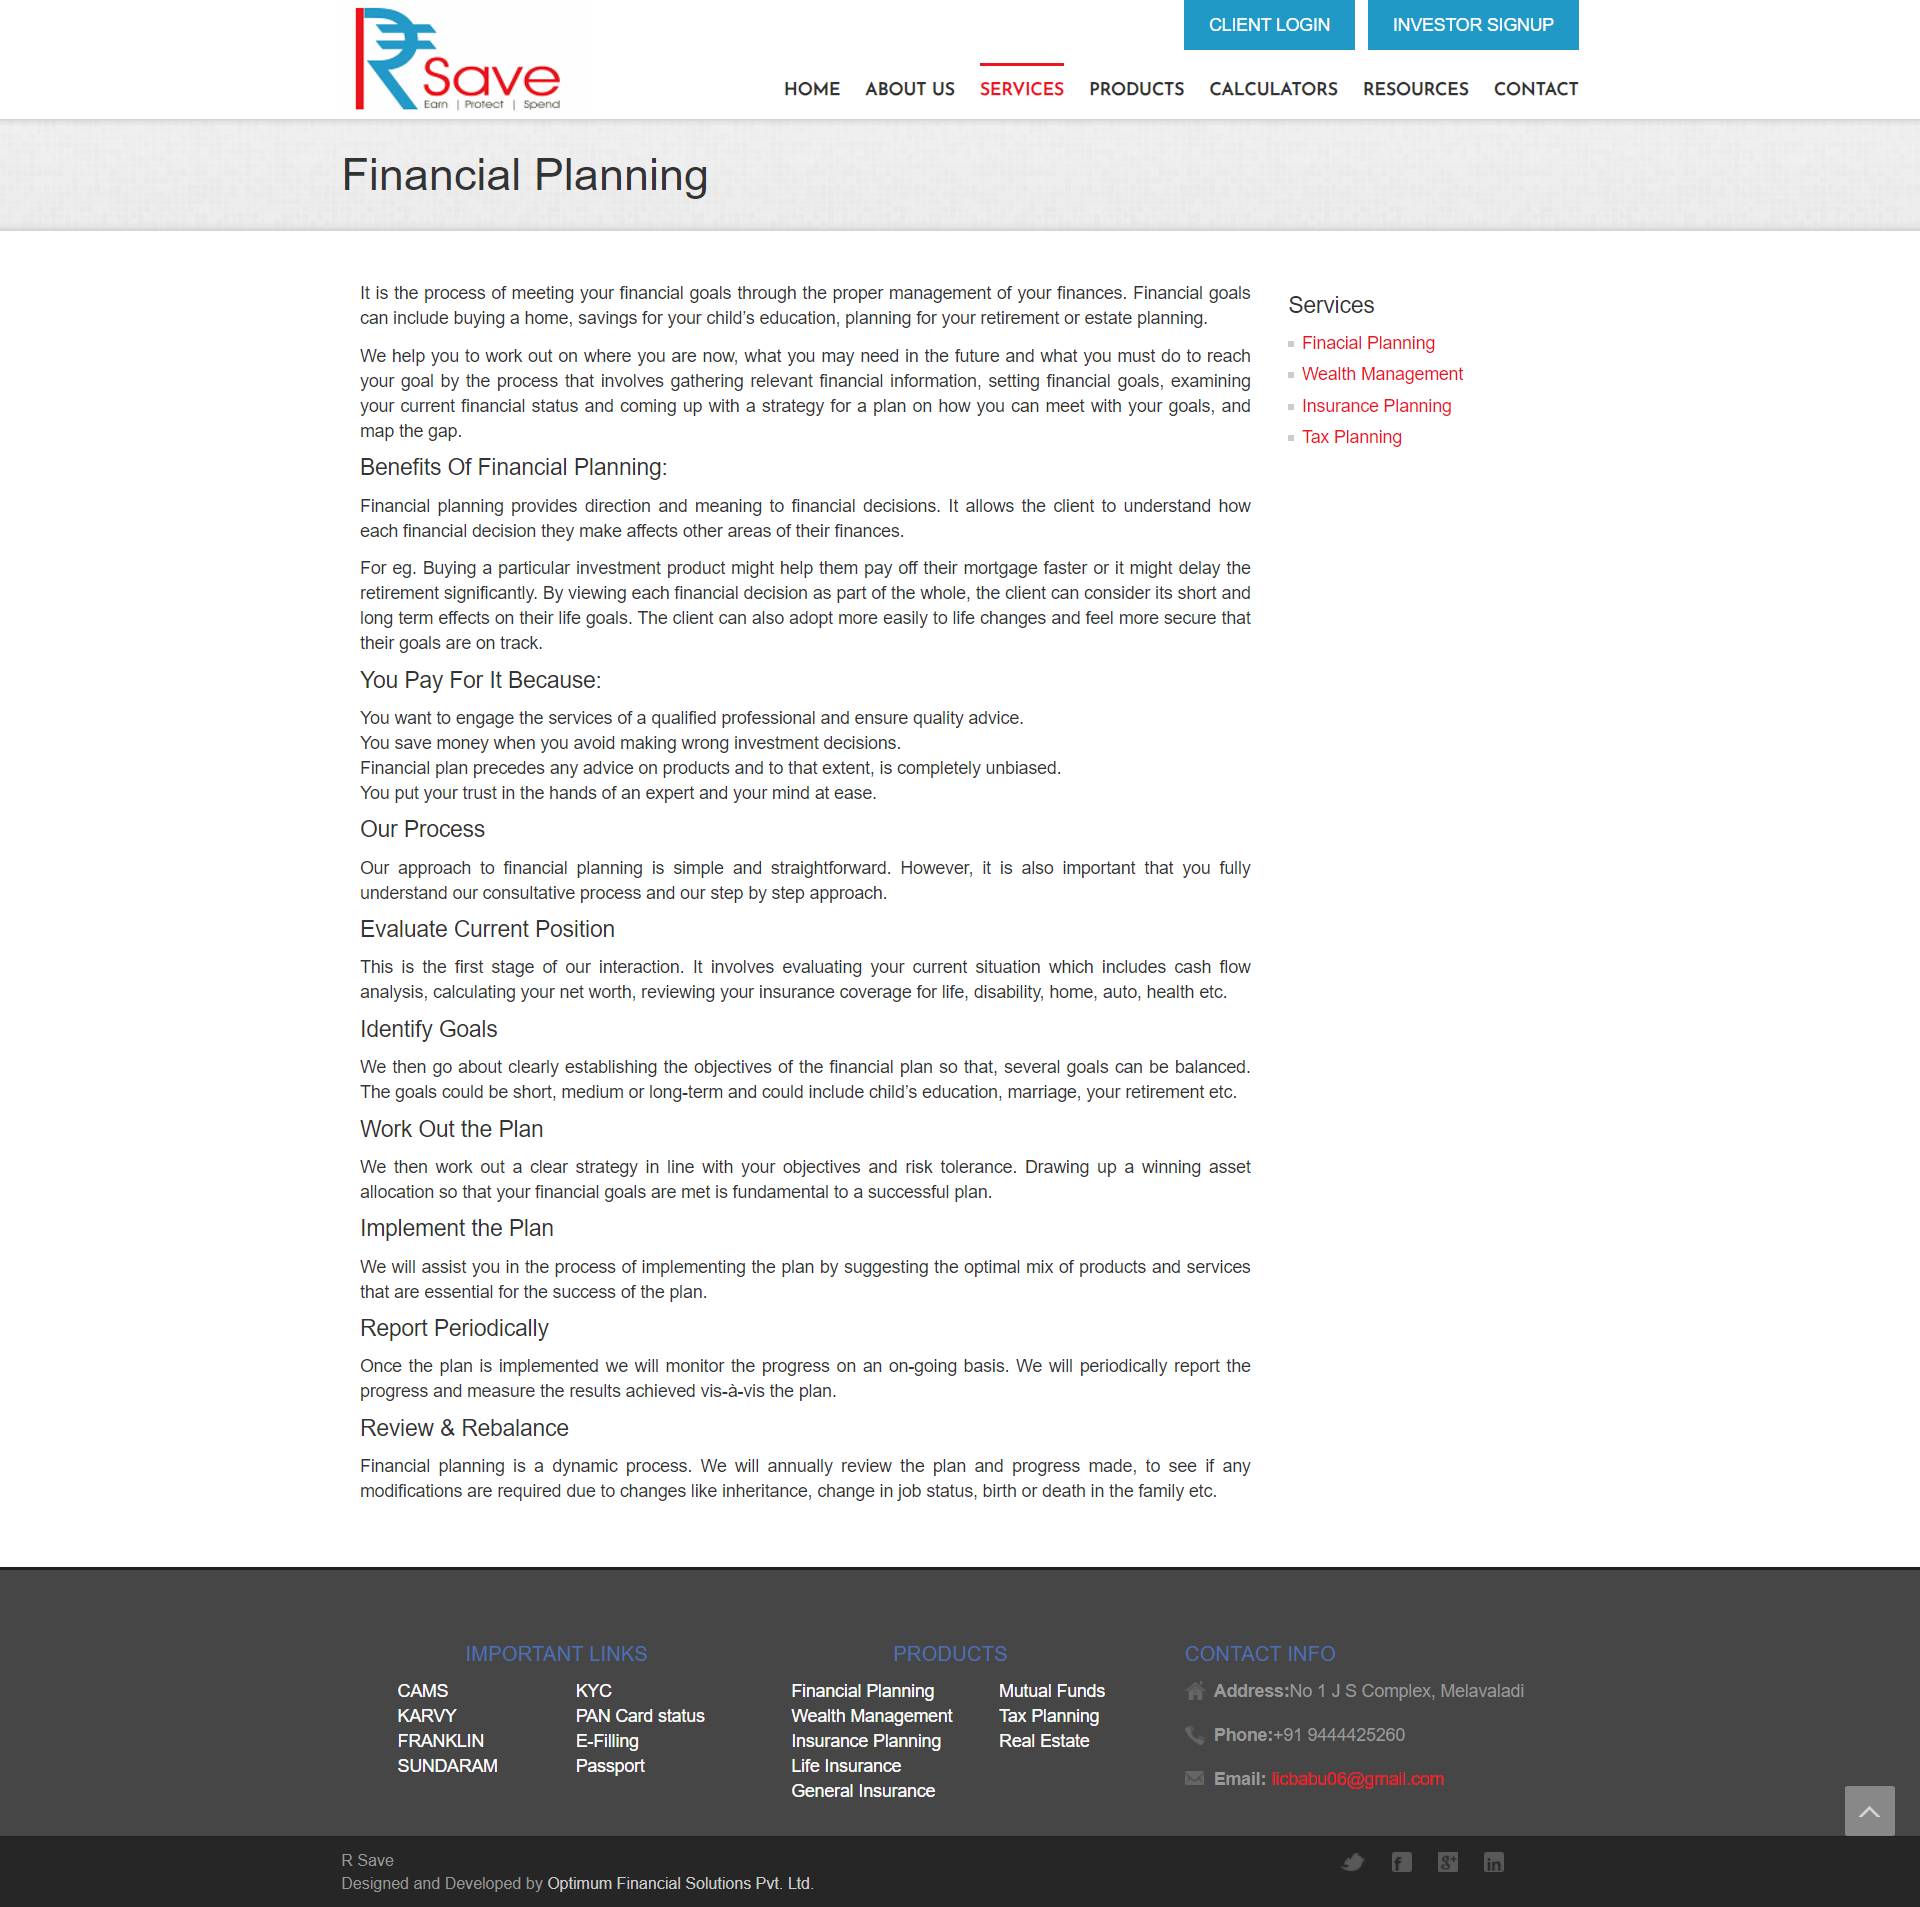 Save
Earn | Protect | Spend
CLIENT LOGIN
INVESTOR SIGNUP
HOME ABOUT US SERVICES PRODUCTS CALCULATORS RESOURCES CONTACT
Financial Planning
It is the process of meeting your financial goals through the proper management of your finances. Financial goals
can include buying a home, savings for your child’s education, planning for your retirement or estate planning.
We help you to work out on where you are now, what you may need in the future and what you must do to reach
your goal by the process that involves gathering relevant financial information, setting financial goals, examining
your current financial status and coming up with a strategy for a plan on how you can meet with your goals, and
map the gap.
Benefits Of Financial Planning:
Financial planning provides direction and meaning to financial decisions. It allows the client to understand how
each financial decision they make affects other areas of their finances.
For eg. Buying a particular investment product might help them pay off their mortgage faster or it might delay the
retirement significantly. By viewing each financial decision as part of the whole, the client can consider its short and
long term effects on their life goals. The client can also adopt more easily to life changes and feel more secure that
their goals are on track.
You Pay For It Because:
You want to engage the services of a qualified professional and ensure quality advice.
You save money when you avoid making wrong investment decisions.
Financial plan precedes any advice on products and to that extent, is completely unbiased.
You put your trust in the hands of an expert and your mind at ease.
Our Process
Our approach to financial planning is simple and straightforward. However, it is also important that you fully
understand our consultative process and our step by step approach.
Evaluate Current Position
This is the first stage of our interaction. It involves evaluating your current situation which includes cash flow
analysis, calculating your net worth, reviewing your insurance coverage for life, disability, home, auto, health etc.
Identify Goals
We then go about clearly establishing the objectives of the financial plan so that, several goals can be balanced.
The goals could be short, medium or long-term and could include child’s education, marriage, your retirement etc.
Work Out the Plan
We then work out a clear strategy in line with your objectives and risk tolerance. Drawing up a winning asset
allocation so that your financial goals are met is fundamental to a successful plan.
Implement the Plan
We will assist you in the process of implementing the plan by suggesting the optimal mix of products and services
that are essential for the success of the plan.
Report Periodically
Once the plan is implemented we will monitor the progress on an on-going basis. We will periodically report the
progress and measure the results achieved vis-à-vis the plan.
Review & Rebalance
Financial planning is a dynamic process. We will annually review the plan and progress made, to see if any
modifications are required due to changes like inheritance, change in job status, birth or death in the family etc.
Services
Finacial Planning
Wealth Management
Insurance Planning
Tax Planning
IMPORTANT LINKS
CAMS
KARVY
FRANKLIN
SUNDARAM
KYC
PAN Card status
E-Filling
Passport
PRODUCTS
Financial Planning
Wealth Management
Insurance Planning
Life Insurance
General Insurance
Mutual Funds
Tax Planning
Real Estate
CONTACT INFO
Address:No 1 J S Complex, Melavaladi
Phone:+91 9444425260
Email: licbabu06@gmail.com
R Save
Designed and Developed by Optimum Financial Solutions Pvt. Ltd.